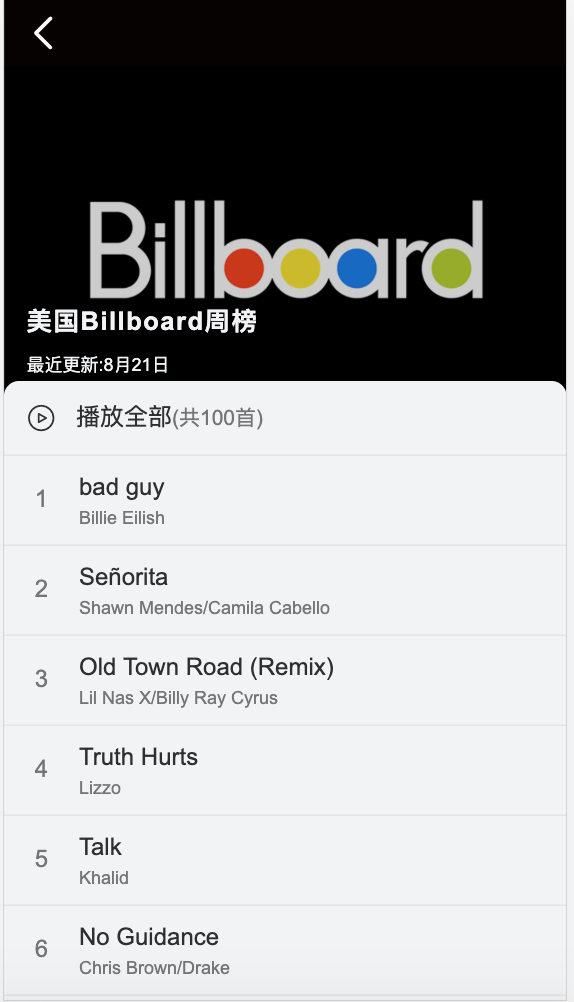 Billboard
美国Billboard周榜
最近更新:8月21日
播放全部(共100首)
1
bad guy
Billie Eilish
2
Señorita
Shawn Mendes/Camila Cabello
3
Old Town Road (Remix)
Lil Nas X/Billy Ray Cyrus
4
Truth Hurts
Lizzo
5
Talk
Khalid
6
No Guidance
Chris Brown/Drake